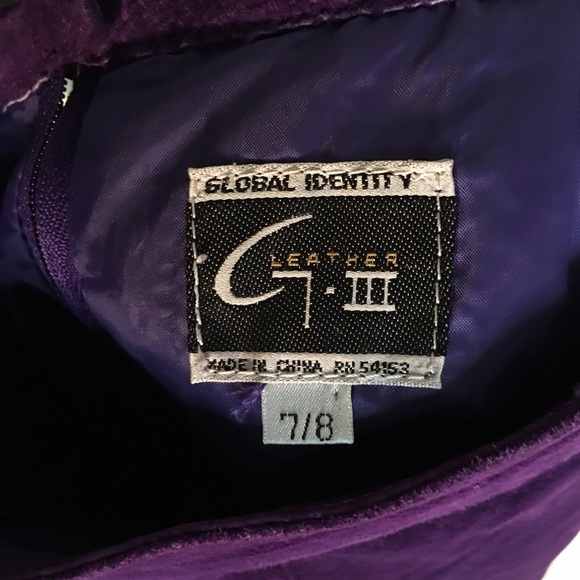 GLOBAL IDENTITY
LEATHER
G-III
MADE IN CHINA RN 54163
7/8